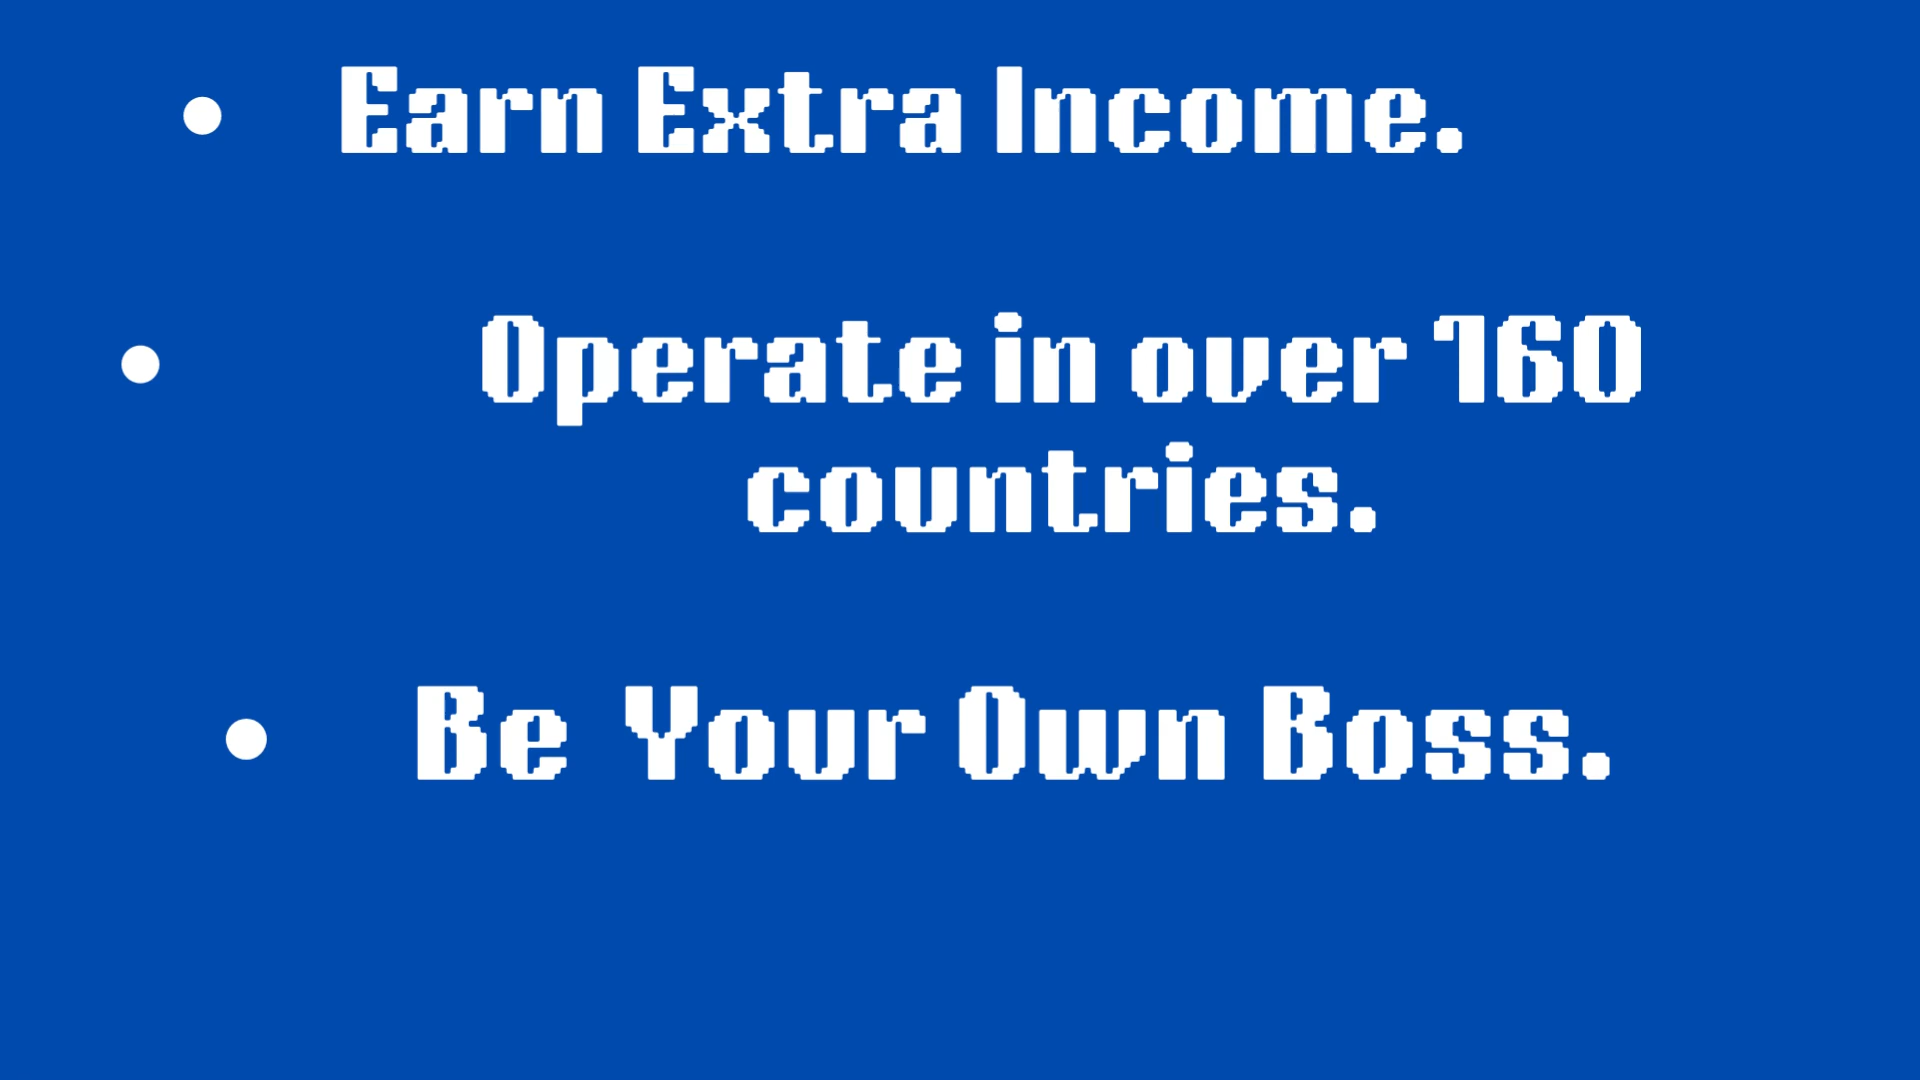 • Earn Extra Income.
• Operate in over 160
countries.
• Be Your Own Boss.